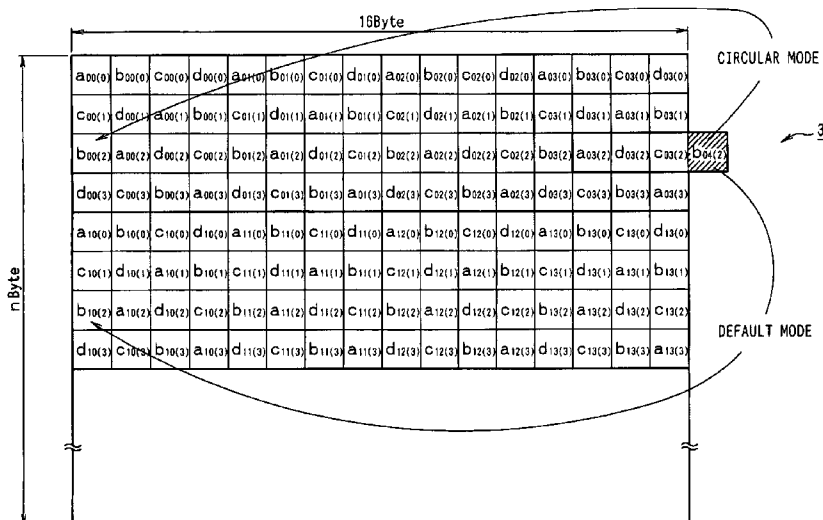 16Byte
a00(0) b00(0) c00(0) d00(0) a01(0) b01(0) c01(0) d01(0) a02(0) b02(0) c02(0) d02(0) a03(0) b03(0) c03(0) d03(0)
CIRCULAR MODE
c00(1) d00(1) a00(1) b00(1) c01(1) d01(1) a01(1) b01(1) c02(1) d02(1) a02(1) b02(1) c03(1) d03(1) a03(1) b03(1)
3
b00(2) a00(2) d00(2) c00(2) b01(2) a01(2) d01(2) c01(2) b02(2) a02(2) d02(2) c02(2) b03(2) a03(2) d03(2) c03(2) b04(2)
d00(3) c00(3) b00(3) a00(3) d01(3) c01(3) b01(3) a01(3) d02(3) c02(3) b02(3) a02(3) d03(3) c03(3) b03(3) a03(3)
a10(0) b10(0) c10(0) d10(0) a11(0) b11(0) c11(0) d11(0) a12(0) b12(0) c12(0) d12(0) a13(0) b13(0) c13(0) d13(0)
c10(1) d10(1) a10(1) b10(1) c11(1) d11(1) a11(1) b11(1) c12(1) d12(1) a12(1) b12(1) c13(1) d13(1) a13(1) b13(1)
nByte
b10(2) a10(2) d10(2) c10(2) b11(2) a11(2) d11(2) c11(2) b12(2) a12(2) d12(2) c12(2) b13(2) a13(2) d13(2) c13(2)
DEFAULT MODE
d10(3) c10(3) b10(3) a10(3) d11(3) c11(3) b11(3) a11(3) d12(3) c12(3) b12(3) a12(3) d13(3) c13(3) b13(3) a13(3)